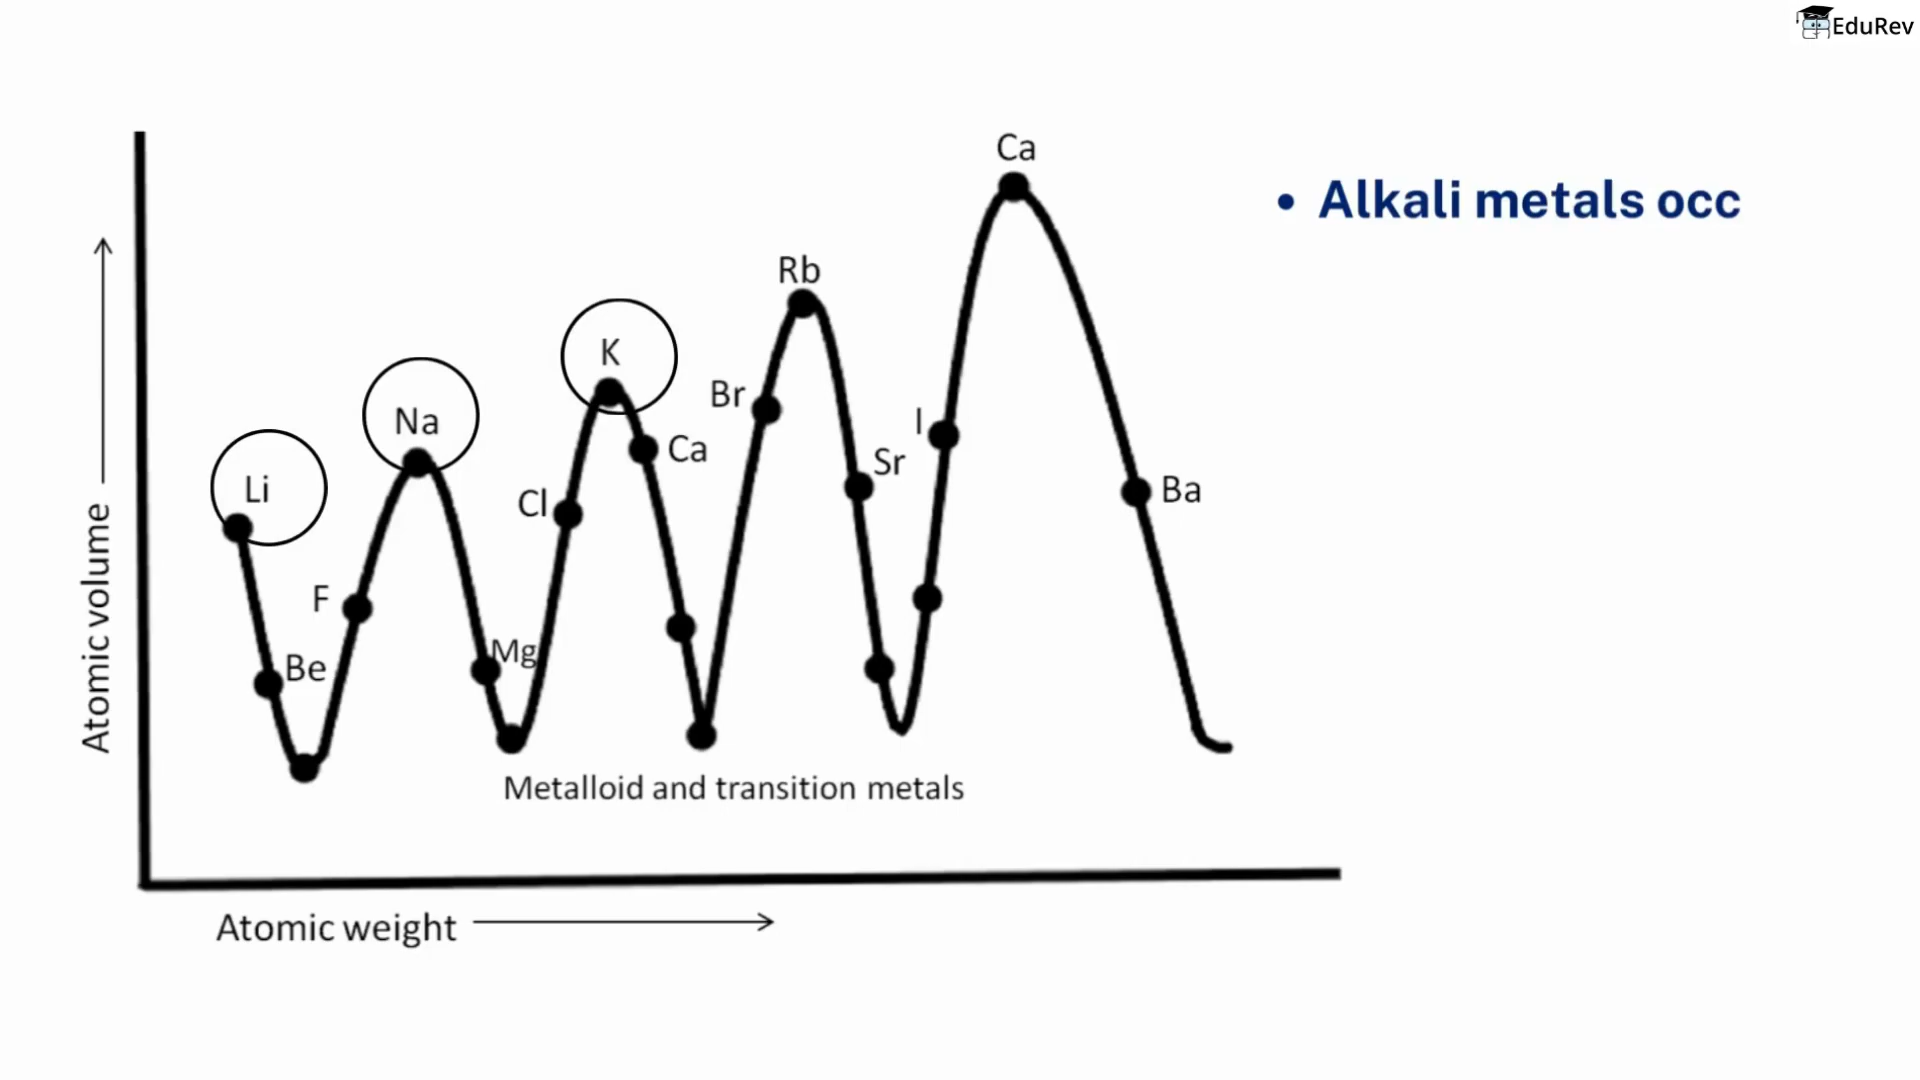 EduRev
Ca
• Alkali metals occ
Rb
K
Br
Na
Ca
I
Sr
Li
Cl
Ba
F
Be
Mg
Atomic volume
Metalloid and transition metals
Atomic weight